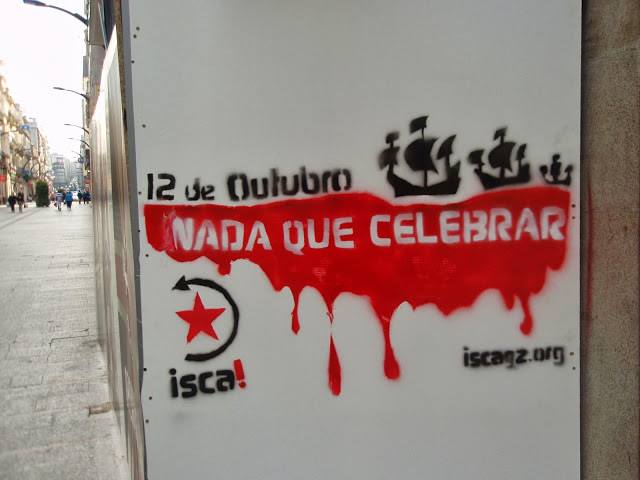 12 de Outubro
NADA QUE CELEBRAR
isca!
iscagz.org